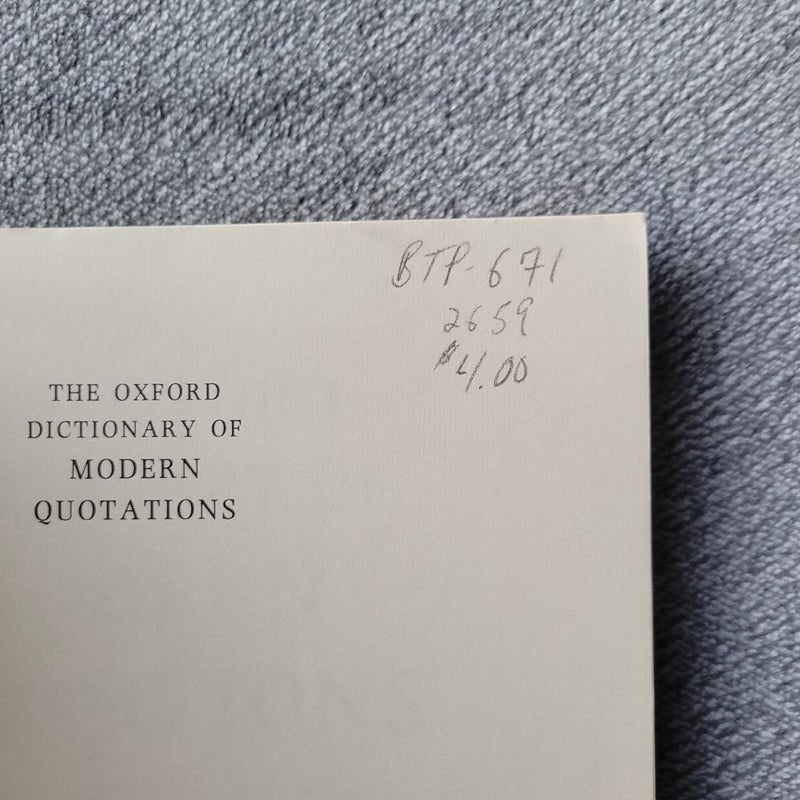 BTP-671
2659
$4.00
THE OXFORD
DICTIONARY OF
MODERN
QUOTATIONS